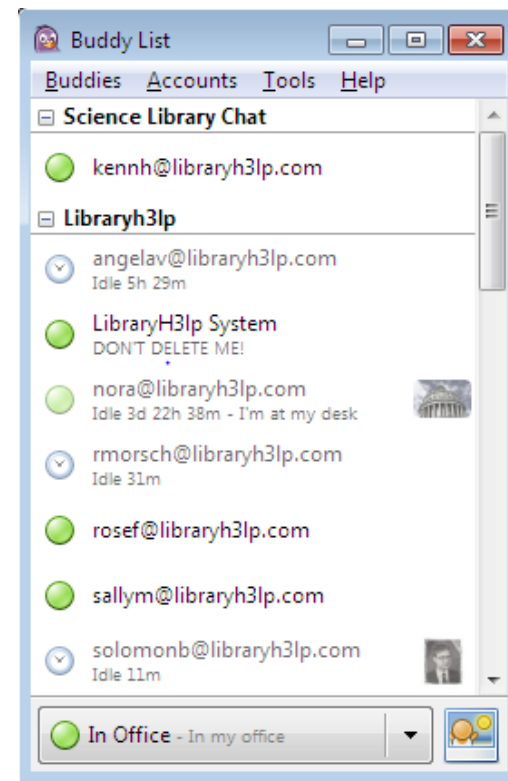 Buddy List
Buddies Accounts Tools Help
Science Library Chat
kennh@libraryh3lp.com
Libraryh3lp
angelav@libraryh3lp.com
Idle 5h 29m
LibraryH3lp System
DON'T DELETE ME!
nora@libraryh3lp.com
Idle 3d 22h 38m - I'm at my desk
rmorsch@libraryh3lp.com
Idle 31m
rosef@libraryh3lp.com
sallym@libraryh3lp.com
solomonb@libraryh3lp.com
Idle 11m
In Office - In my office